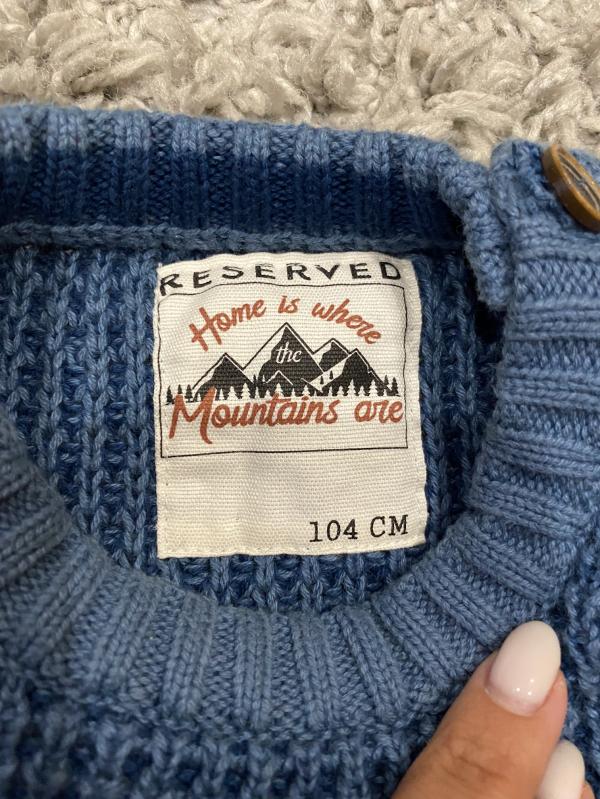 RESERVED
Home is where
the
Mountains are
104 CM